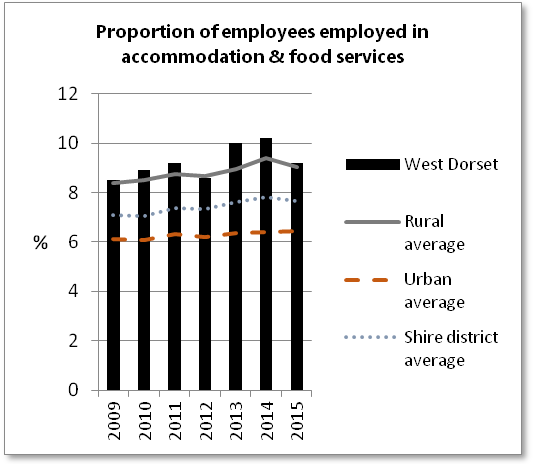 Proportion of employees employed in
accommodation & food services
12
10
8
6
4
2
0
%
2009
2010
2011
2012
2013
2014
2015
West Dorset
Rural
average
Urban
average
Shire district
average